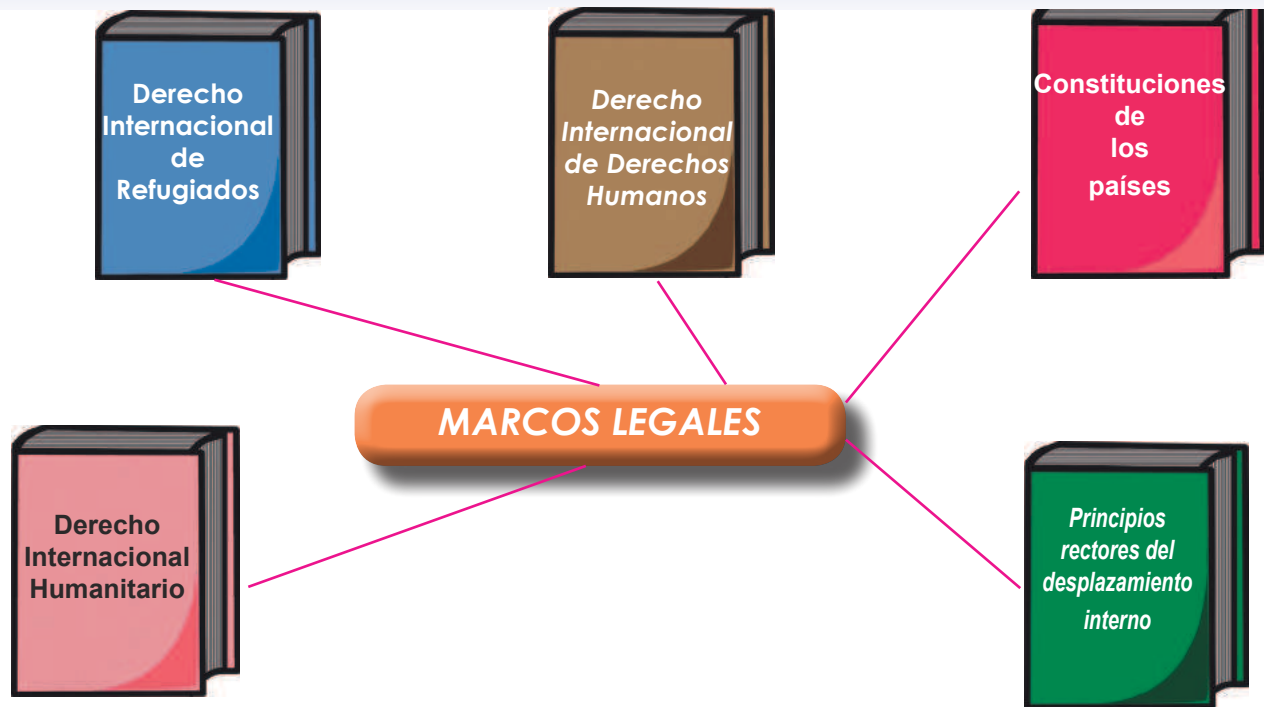 Derecho
Internacional
de
Refugiados
Derecho
Internacional
de Derechos
Humanos
Constituciones
de
los
países
MARCOS LEGALES
Derecho
Internacional
Humanitario
Principios
rectores del
desplazamiento
interno